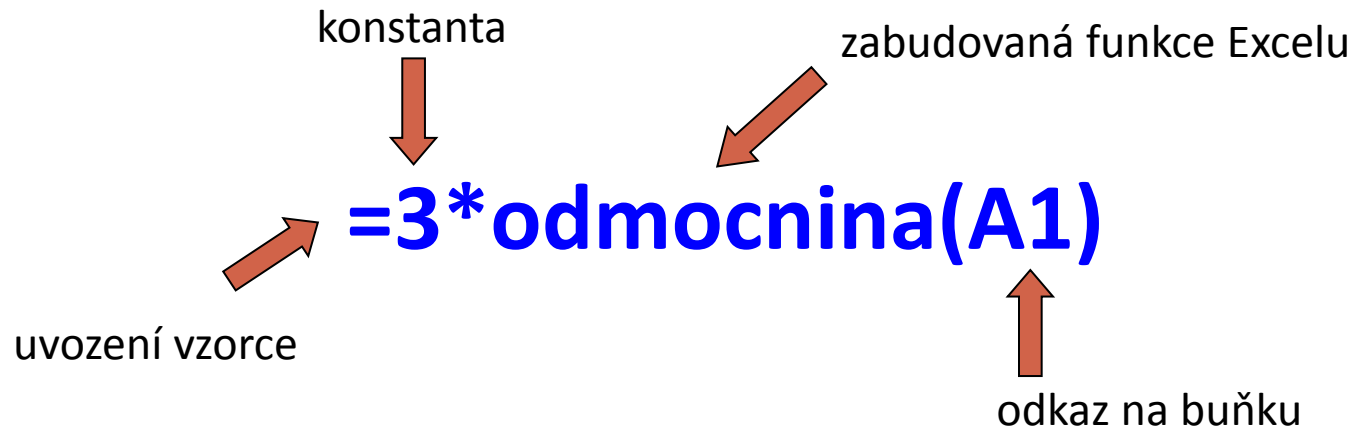 konstanta
zabudovaná funkce Excelu
=3*odmocnina(A1)
uvození vzorce
odkaz na buňku